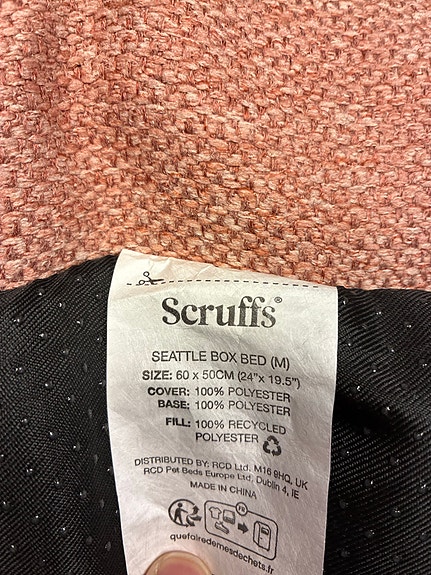 Scruffs®
SEATTLE BOX BED (M)
SIZE: 60 x 50CM (24"x 19.5")
COVER: 100% POLYESTER
BASE: 100% POLYESTER
FILL: 100% RECYCLED
POLYESTER
DISTRIBUTED BY: RCD Ltd. M16 9HQ, UK
RCD Pet Beds Europe Ltd, Dublin 4, IE
MADE IN CHINA
FR
quefairedemesdechets.fr